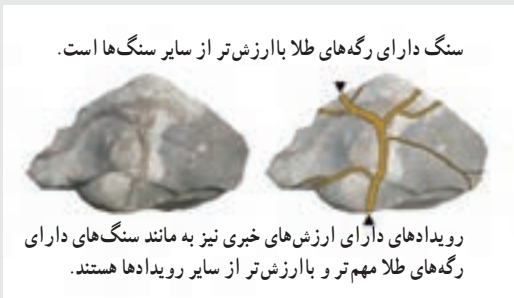 سنگ دارای رگه‌های طلا باارزش‌تر از سایر سنگ‌ها است.
رویدادهای دارای ارزش‌های خبری نیز به مانند سنگ‌های دارای
رگه‌های طلا مهم‌تر و باارزش‌تر از سایر رویدادها هستند.